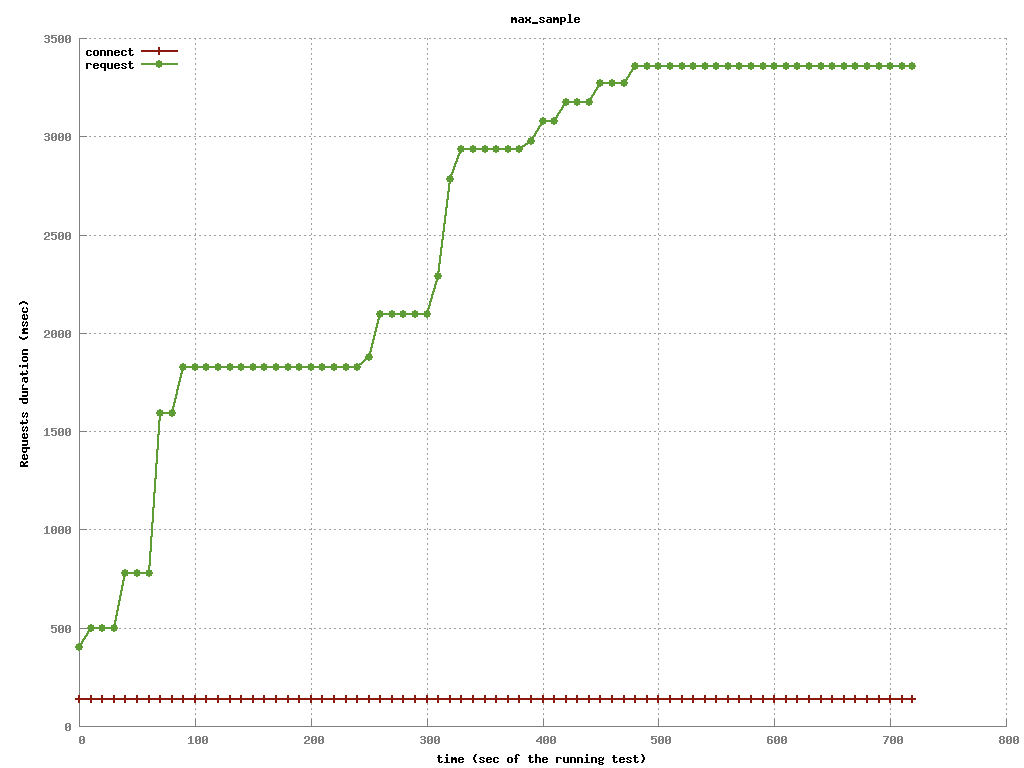 max_sample
3500
connect
request
3000
2500
2000
1500
1000
500
0
Requests duration (msec)
0 100 200 300 400 500 600 700 800
time (sec of the running test)